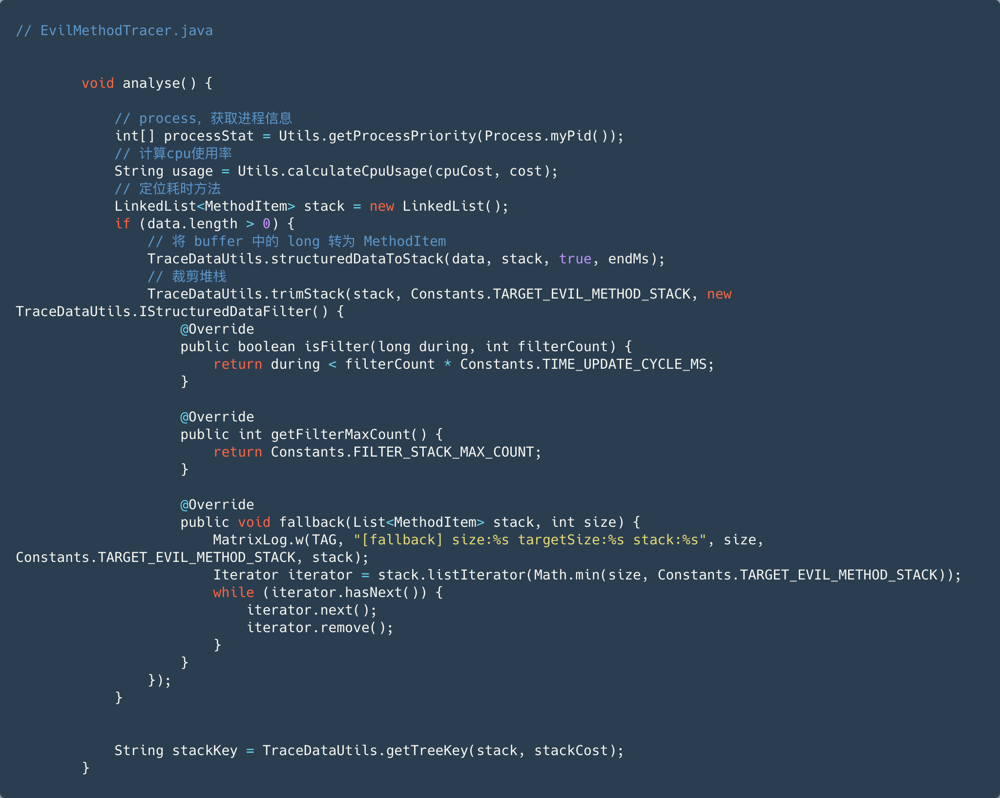 // EvilMethodTracer.java
void analyse() {
// process，获取进程信息
int[] processStat = Utils.getProcessPriority(Process.myPid());
// 计算cpu使用率
String usage = Utils.calculateCpuUsage(cpuCost, cost);
// 定位耗时方法
LinkedList<MethodItem> stack = new LinkedList();
if (data.length > 0) {
// 将 buffer 中的 long 转为 MethodItem
TraceDataUtils.structuredDataToStack(data, stack, true, endMs);
// 裁剪堆栈
TraceDataUtils.trimStack(stack, Constants.TARGET_EVIL_METHOD_STACK, new
TraceDataUtils.IStructuredDataFilter() {
@Override
public boolean isFilter(long during, int filterCount) {
return during < filterCount * Constants.TIME_UPDATE_CYCLE_MS;
}
@Override
public int getFilterMaxCount() {
return Constants.FILTER_STACK_MAX_COUNT;
}
@Override
public void fallback(List<MethodItem> stack, int size) {
MatrixLog.w(TAG, "[fallback] size:%s targetSize:%s stack:%s", size,
Constants.TARGET_EVIL_METHOD_STACK, stack);
Iterator iterator = stack.listIterator(Math.min(size, Constants.TARGET_EVIL_METHOD_STACK));
while (iterator.hasNext()) {
iterator.next();
iterator.remove();
}
}
});
}
String stackKey = TraceDataUtils.getTreeKey(stack, stackCost);
}